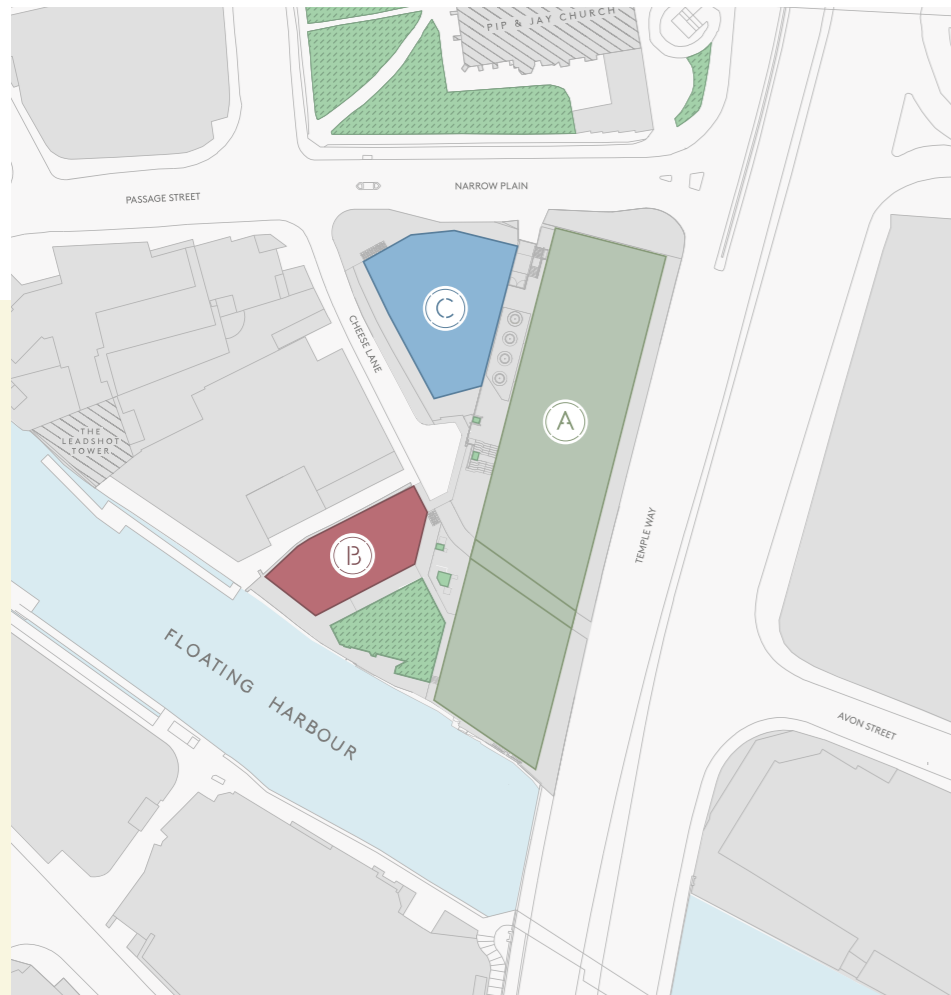 PIP & JAY CHURCH
PASSAGE STREET
NARROW PLAIN
C
CHEESE LANE
A
THE
LEADSHOT
TOWER
TEMPLE WAY
B
FLOATING HARBOUR
AVON STREET